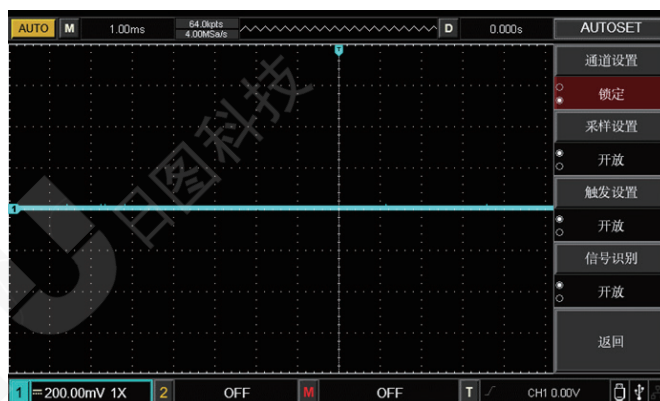 AUTO M 1.00ms 64.0kpts 4.00MSa/s D 0.000s AUTOSET
T
通道设置
锁定
采样设置
开放
触发设置
开放
信号识别
开放
返回
日图科技
1
1 200.00mV 1X 2 OFF M OFF T CH1 0.00V